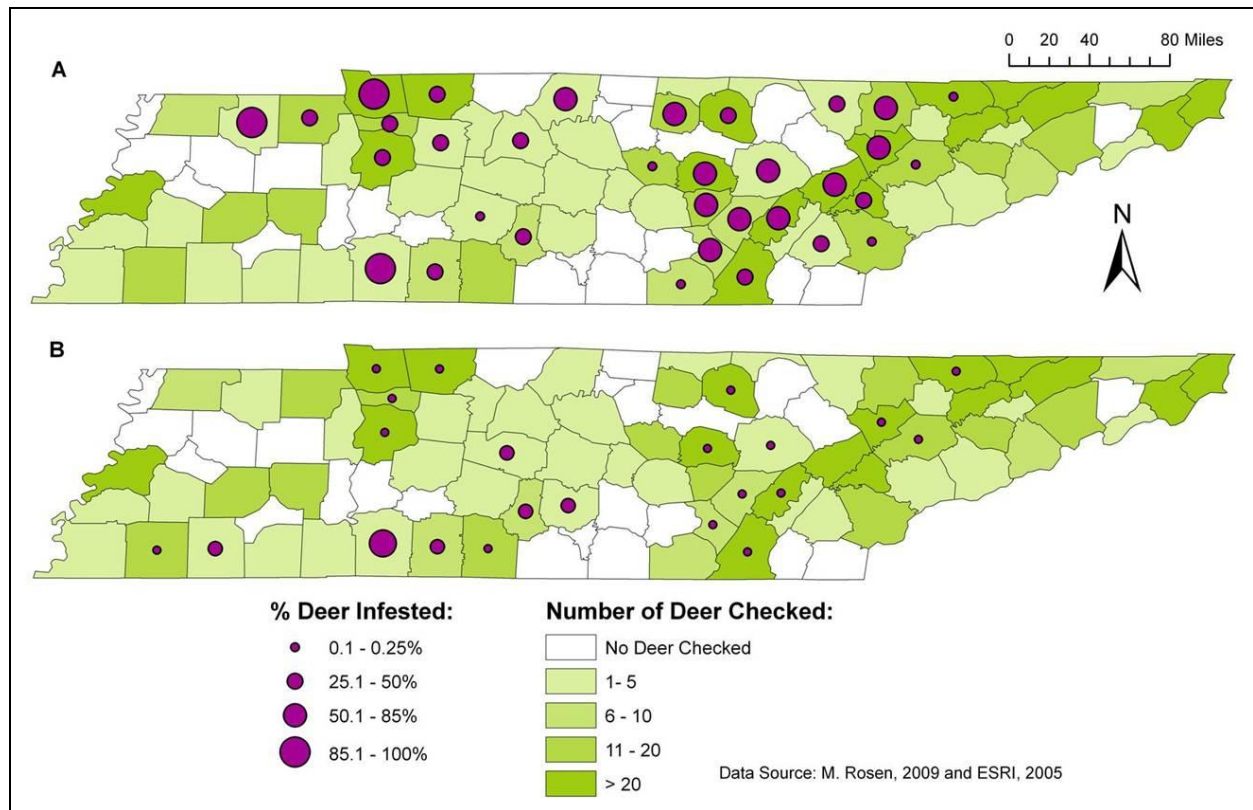 0 20 40 80 Miles
A
N
B
% Deer Infested:
0.1 - 0.25%
25.1 - 50%
50.1 - 85%
85.1 - 100%
Number of Deer Checked:
No Deer Checked
1- 5
6 - 10
11 - 20
> 20
Data Source: M. Rosen, 2009 and ESRI, 2005